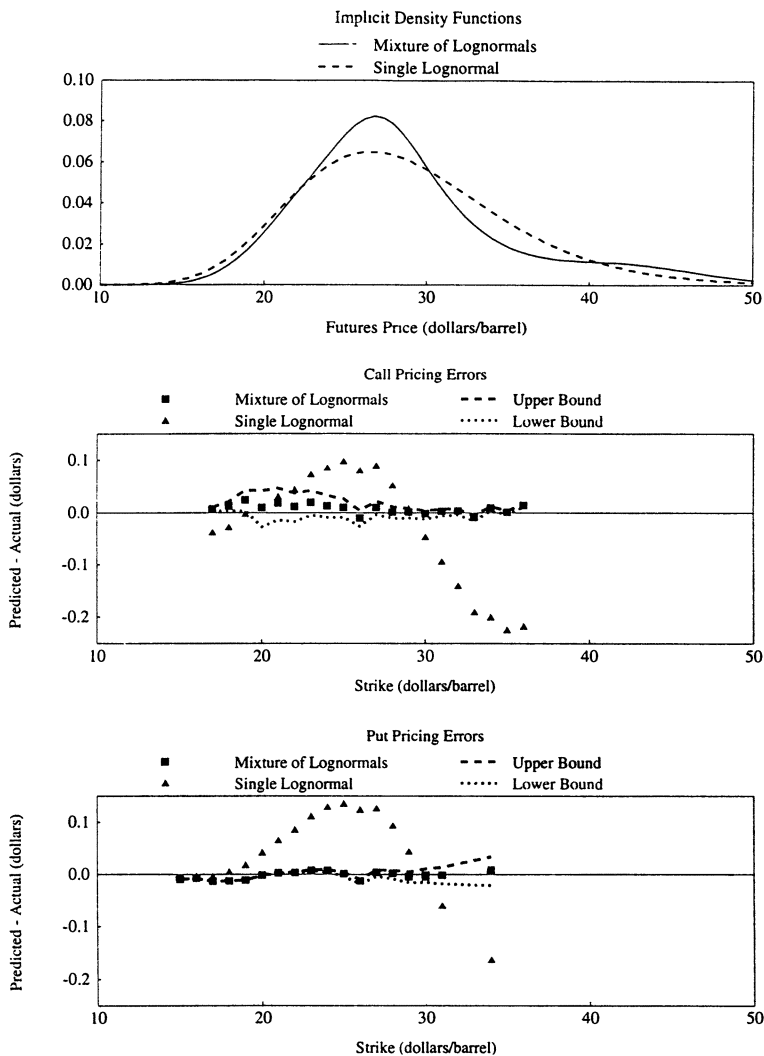 Implicit Density Functions
Mixture of Lognormals
Single Lognormal
0.10
0.08
0.06
0.04
0.02
0.00
10 20 30 40 50
Futures Price (dollars/barrel)
Call Pricing Errors
Mixture of Lognormals Upper Bound
Single Lognormal Lower Bound
0.1
0.0
-0.1
-0.2
Predicted - Actual (dollars)
10 20 30 40 50
Strike (dollars/barrel)
Put Pricing Errors
Mixture of Lognormals Upper Bound
Single Lognormal Lower Bound
0.1
0.0
-0.1
-0.2
Predicted - Actual (dollars)
10 20 30 40 50
Strike (dollars/barrel)